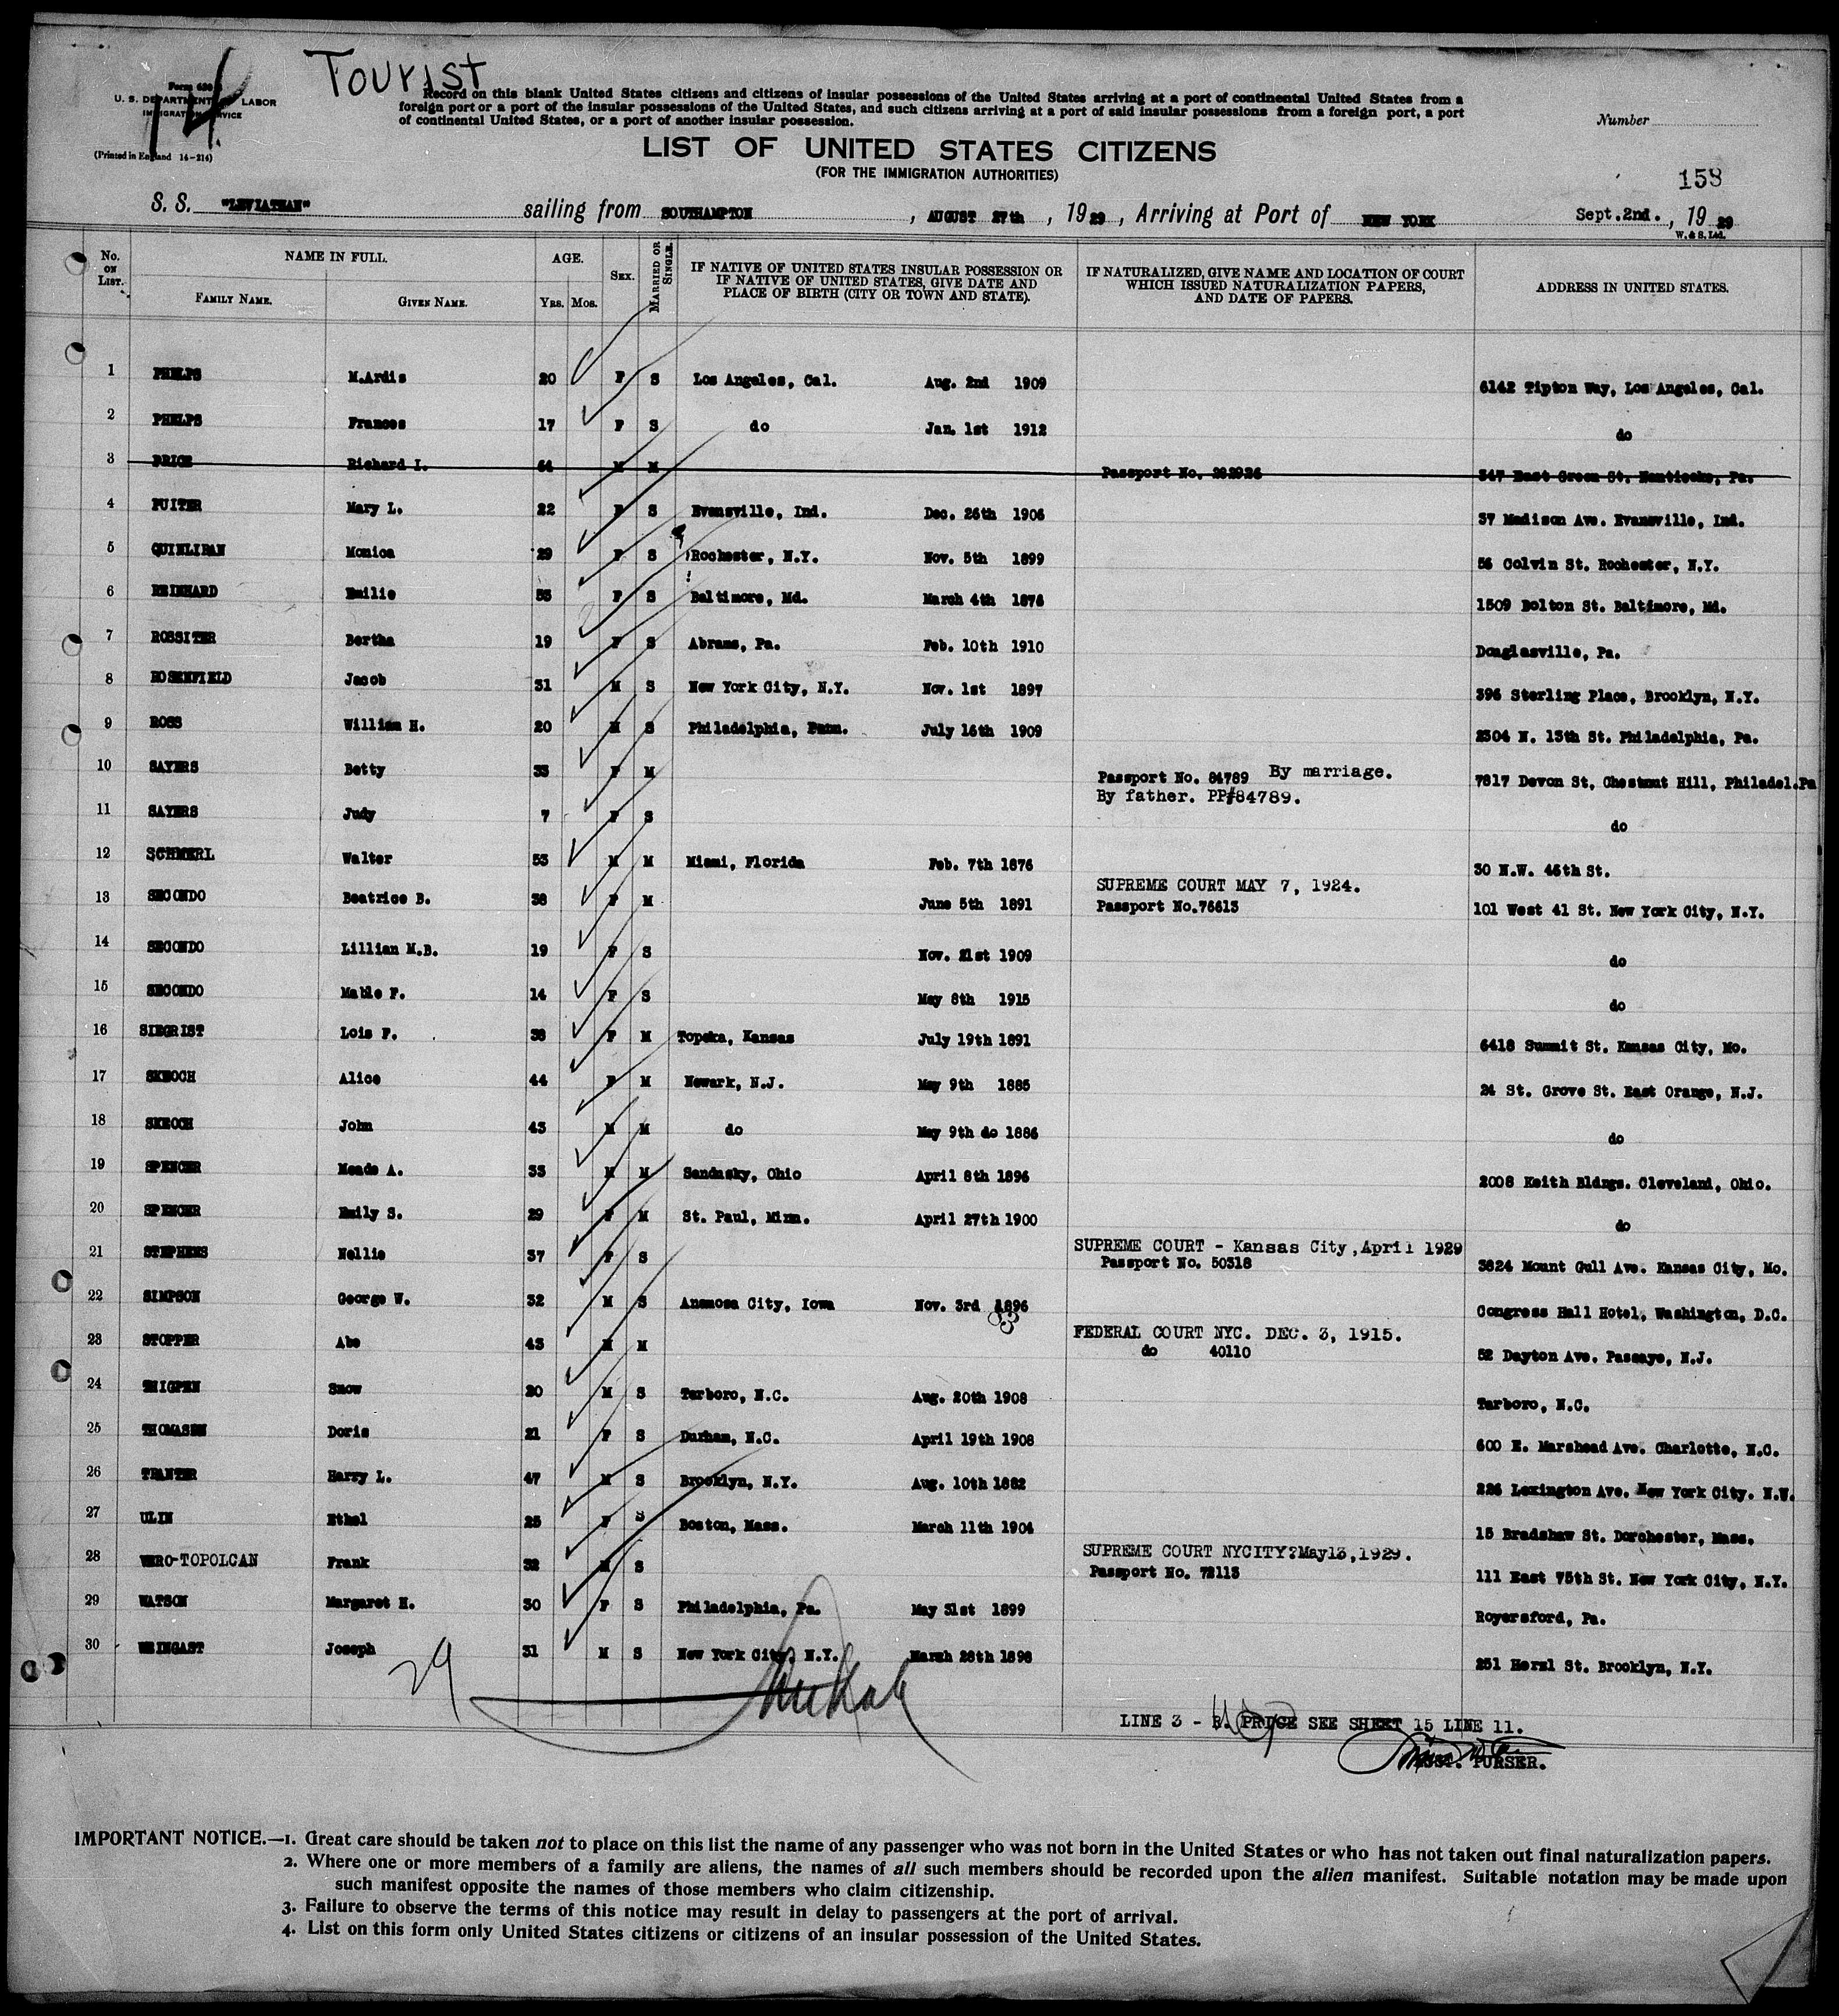 TOURIST
14
Form 630
U. S. DEPARTMENT LABOR
IMMIGRATION SERVICE
(Printed in England 14-214)
Record on this blank United States citizens and citizens of insular possessions of the United States arriving at a port of continental United States from a
foreign port or a port of the insular possessions of the United States, and such citizens arriving at a port of said insular possessions from a foreign port, a port
of continental United States, or a port of another insular possession.
Number
LIST OF UNITED STATES CITIZENS
(FOR THE IMMIGRATION AUTHORITIES)
158
S. S. "LEVIATHAN" sailing from SOUTHAMPTON, AUGUST 27th, 1929, Arriving at Port of NEW YORK Sept.2nd., 1929
W. & S. Ltd.
No. ON LIST. NAME IN FULL. FAMILY NAME. GIVEN NAME. AGE. YRS. MOS. SEX. MARRIED OR SINGLE. IF NATIVE OF UNITED STATES INSULAR POSSESSION OR IF NATIVE OF UNITED STATES, GIVE DATE AND PLACE OF BIRTH (CITY OR TOWN AND STATE). IF NATURALIZED, GIVE NAME AND LOCATION OF COURT WHICH ISSUED NATURALIZATION PAPERS, AND DATE OF PAPERS. ADDRESS IN UNITED STATES.
1 PHELPS M.Ardis 20 F S Los Angeles, Cal. Aug. 2nd 1909 6142 Tipton Way, Los Angeles, Cal.
2 PHELPS Frances 17 F S do Jan. 1st 1912 do
3 PRICE Richard I. 64 M M Passport No. 292926 347 East Green St. Nanticoke, Pa.
4 PUITER Mary L. 22 F S Evansville, Ind. Dec. 26th 1906 37 Madison Ave. Evansville, Ind.
5 QUINLIVAN Monica 29 F S Rochester, N.Y. Nov. 5th 1899 56 Colvin St. Rochester, N.Y.
6 REINHARD Emilie 53 F S Baltimore, Md. March 4th 1876 1509 Bolton St. Baltimore, Md.
7 ROSSITER Bertha 19 F S Abrams, Pa. Feb. 10th 1910 Douglasville, Pa.
8 ROSENFIELD Jacob 31 M S New York City, N.Y. Nov. 1st 1897 396 Sterling Place, Brooklyn, N.Y.
9 ROSS William H. 20 M S Philadelphia, Penn. July 16th 1909 2304 N. 13th St. Philadelphia, Pa.
10 SAYERS Betty 33 F M Passport No. 84789 By marriage. 7817 Devon St, Chestnut Hill, Philadel.Pa
By father. PP#84789.
11 SAYERS Judy 7 F S do
12 SCHMERL Walter 53 M M Miami, Florida Feb. 7th 1876 30 N.W. 46th St.
SUPREME COURT MAY 7, 1924.
13 SECONDO Beatrice B. 38 F M June 5th 1891 Passport No.76613 101 West 41 St. New York City, N.Y.
14 SECONDO Lillian M.B. 19 F S Nov. 21st 1909 do
15 SECONDO Matie F. 14 F S May 8th 1915 do
16 SIEGRIST Lois F. 38 F M Topeka, Kansas July 19th 1891 6418 Summit St. Kansas City, Mo.
17 SKEOCH Alice 44 F M Newark, N.J. May 9th 1885 24 St. Grove St. East Orange, N.J.
18 SKEOCH John 43 M M do May 9th do 1886 do
19 SPENCER Meade A. 33 M M Sandusky, Ohio April 8th 1896 2008 Keith Bldngs. Cleveland, Ohio.
20 SPENCER Emily S. 29 F M St. Paul, Minn. April 27th 1900 do
SUPREME COURT - Kansas City, April 1929
21 STEPHENS Nellie 37 F S Passport No. 50318 3824 Mount Gull Ave. Kansas City, Mo.
22 SIMPSON George W. 32 M S Anamosa City, Iowa Nov. 3rd 1896 Congress Hall Hotel, Washington, D.C.
83
FEDERAL COURT NYC. DEC. 3, 1915.
23 STOPPER Abe 43 M M do 40110 52 Dayton Ave. Passaye, N.J.
24 THIGPEN Snow 20 M S Tarboro, N.C. Aug. 20th 1908 Tarboro, N.C.
25 THOMASEN Doris 21 F S Durham, N.C. April 19th 1908 600 E. Marshead Ave. Charlotte, N.C.
26 TRANTER Harry L. 47 M S Brooklyn, N.Y. Aug. 10th 1882 226 Lexington Ave. New York City. N.Y.
27 ULIN Ethel 25 F S Boston, Mass. March 11th 1904 15 Bradshaw St. Dorchester, Mass.
SUPREME COURT NYCITY?May13,1929.
28 VERO-TOPOLCAN Frank 32 M S Passport No. 72113 111 East 75th St. New York City, N.Y.
29 WATSON Margaret H. 30 F S Philadelphia, Pa. May 31st 1899 Royersford, Pa.
30 WEINGAST Joseph 31 M S New York City, N.Y. March 28th 1898 251 Herzl St. Brooklyn, N.Y.
29
LINE 3 - R. PRICE SEE SHEET 15 LINE 11.
ASST. PURSER.
IMPORTANT NOTICE.—1. Great care should be taken not to place on this list the name of any passenger who was not born in the United States or who has not taken out final naturalization papers.
2. Where one or more members of a family are aliens, the names of all such members should be recorded upon the alien manifest. Suitable notation may be made upon
such manifest opposite the names of those members who claim citizenship.
3. Failure to observe the terms of this notice may result in delay to passengers at the port of arrival.
4. List on this form only United States citizens or citizens of an insular possession of the United States.